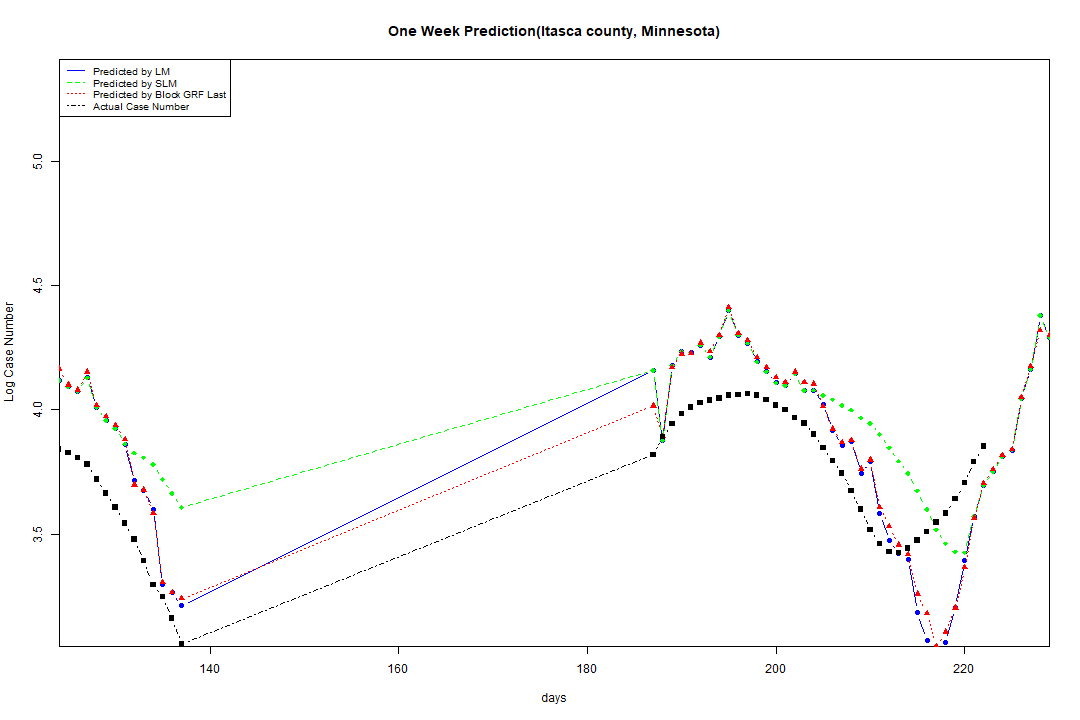 One Week Prediction(Itasca county, Minnesota)
Predicted by LM
Predicted by SLM
Predicted by Block GRF Last
Actual Case Number
Log Case Number
5.0
4.5
4.0
3.5
140 160 180 200 220
days